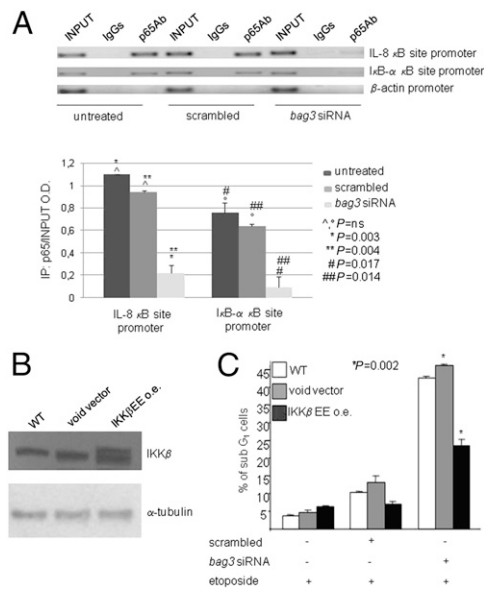 A
INPUT IgGs p65Ab INPUT IgGs p65Ab INPUT IgGs p65Ab
IL-8 κB site promoter
IκB-α κB site promoter
β-actin promoter
untreated scrambled bag3 siRNA
IP: p65/INPUT O.D.
1,2
1
0,8
0,6
0,4
0,2
0
*
^
**
^
**
*
#
°
##
°
##
#
IL-8 κB site promoter
IκB-α κB site promoter
untreated
scrambled
bag3 siRNA
^,° P=ns
* P=0.003
** P=0.004
# P=0.017
## P=0.014
B
WT void vector IKKβEE o.e.
IKKβ
α-tubulin
C
% of sub G1 cells
45
40
35
30
25
20
15
10
5
WT
void vector
IKKβ EE o.e.
*P=0.002
*
*
scrambled - + -
bag3 siRNA - - +
etoposide + + +